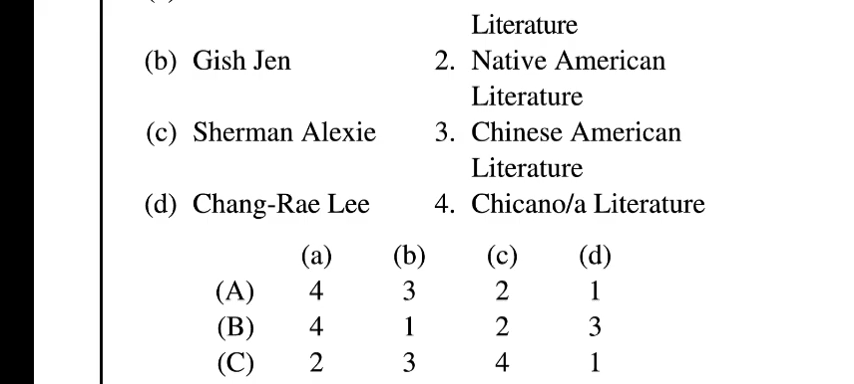 Literature
(b) Gish Jen 2. Native American
Literature
(c) Sherman Alexie 3. Chinese American
Literature
(d) Chang-Rae Lee 4. Chicano/a Literature
(a) (b) (c) (d)
(A) 4 3 2 1
(B) 4 1 2 3
(C) 2 3 4 1